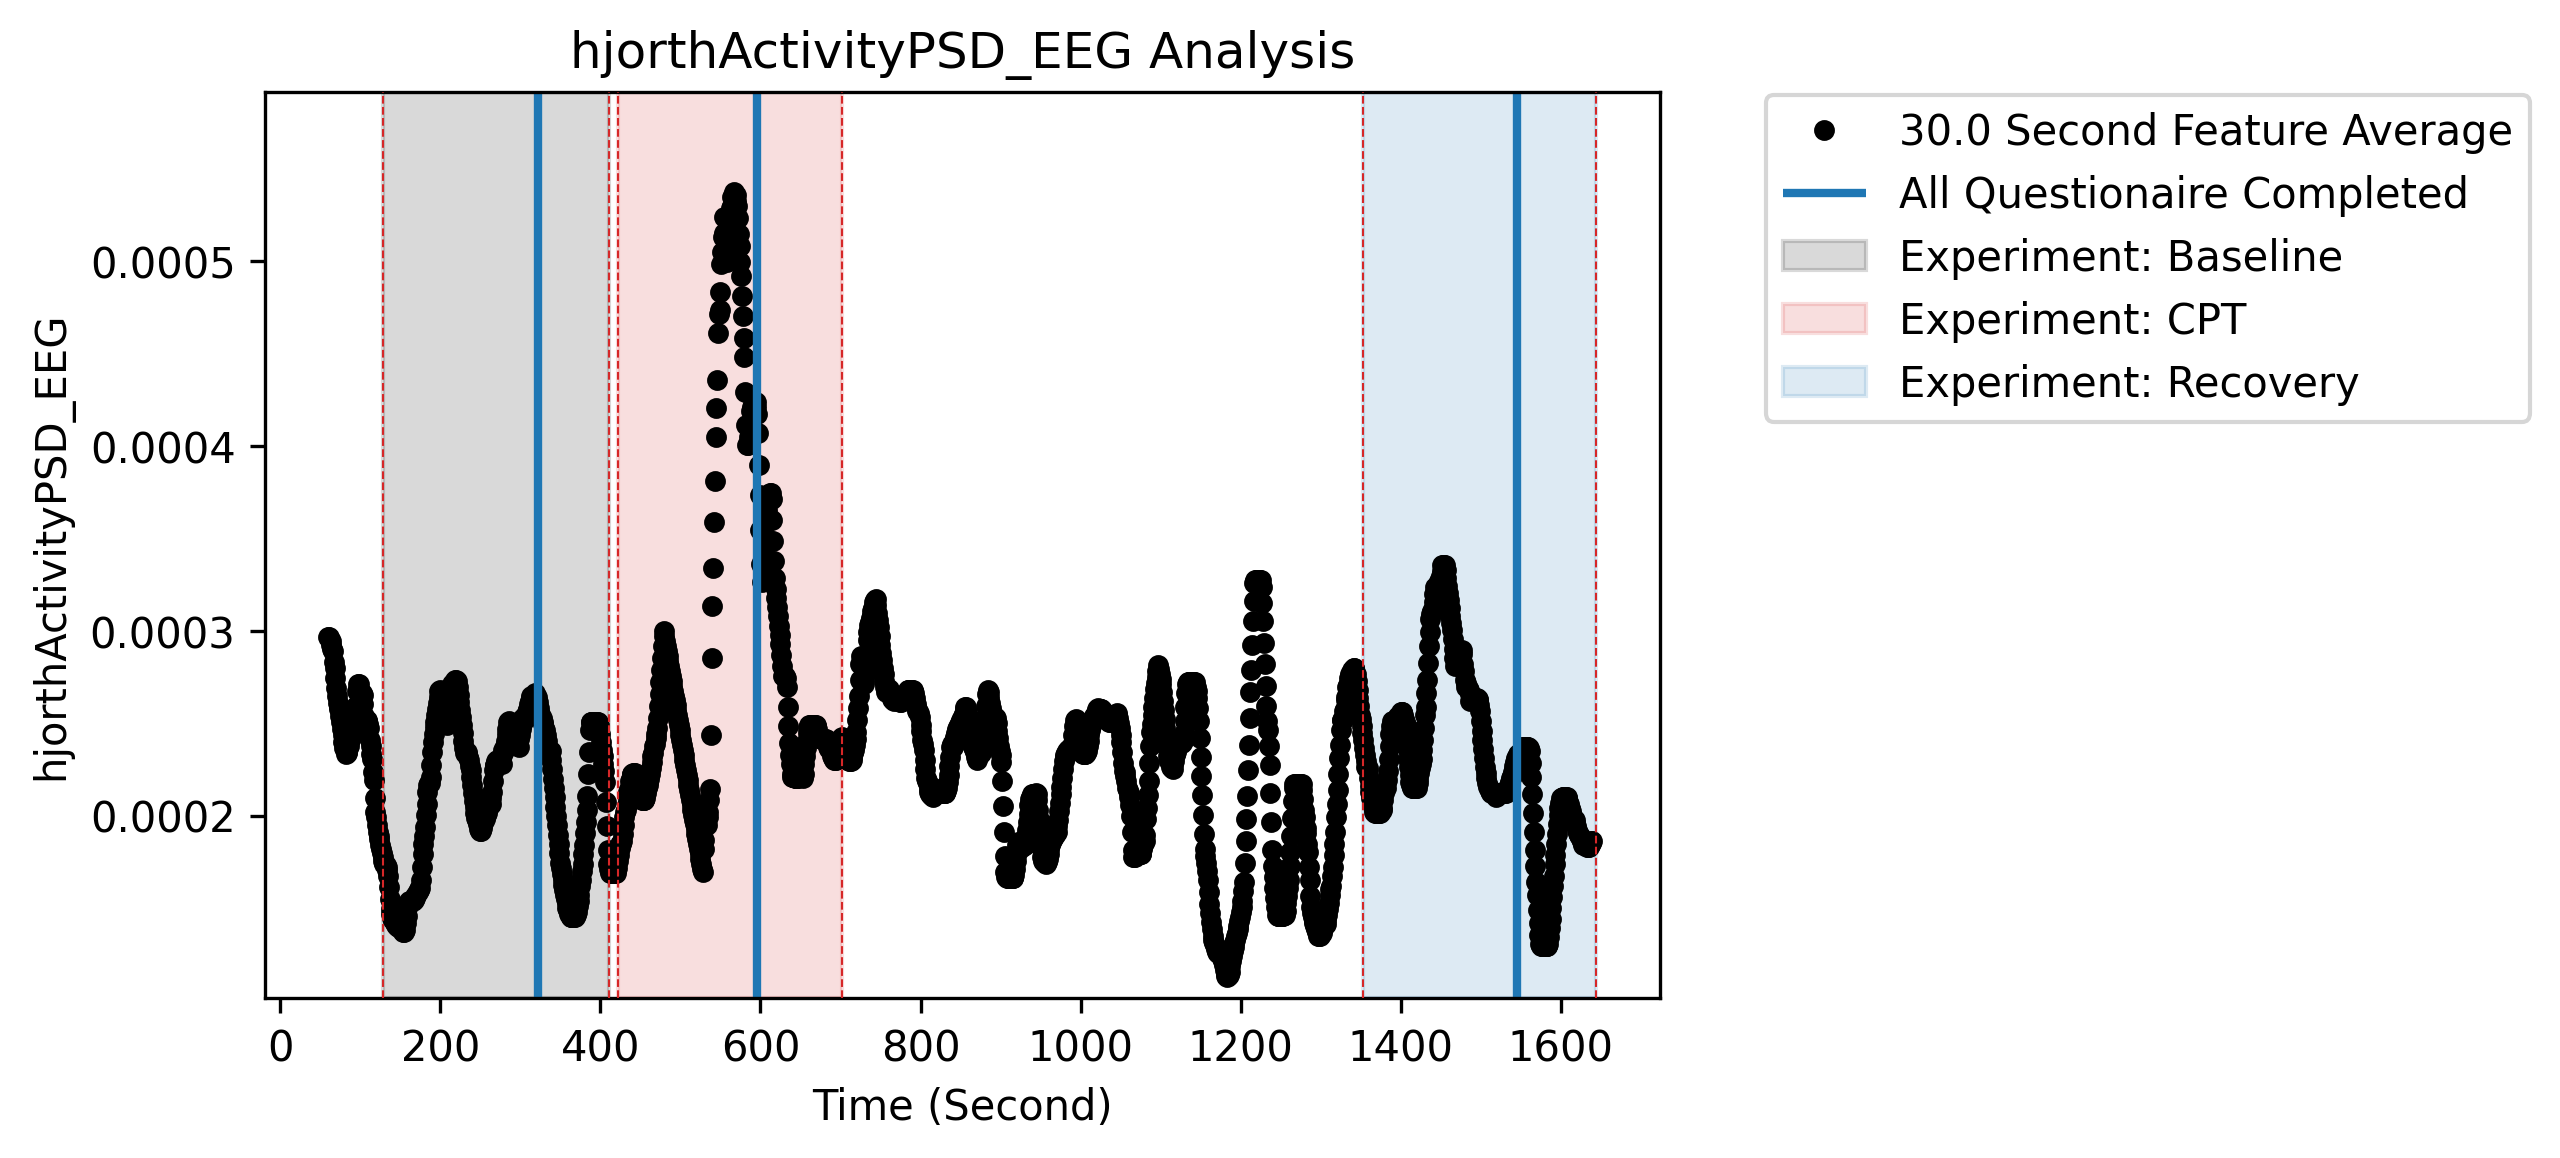 hjorthActivityPSD_EEG Analysis
hjorthActivityPSD_EEG
0.0005
0.0004
0.0003
0.0002
0 200 400 600 800 1000 1200 1400 1600
Time (Second)
30.0 Second Feature Average
All Questionaire Completed
Experiment: Baseline
Experiment: CPT
Experiment: Recovery